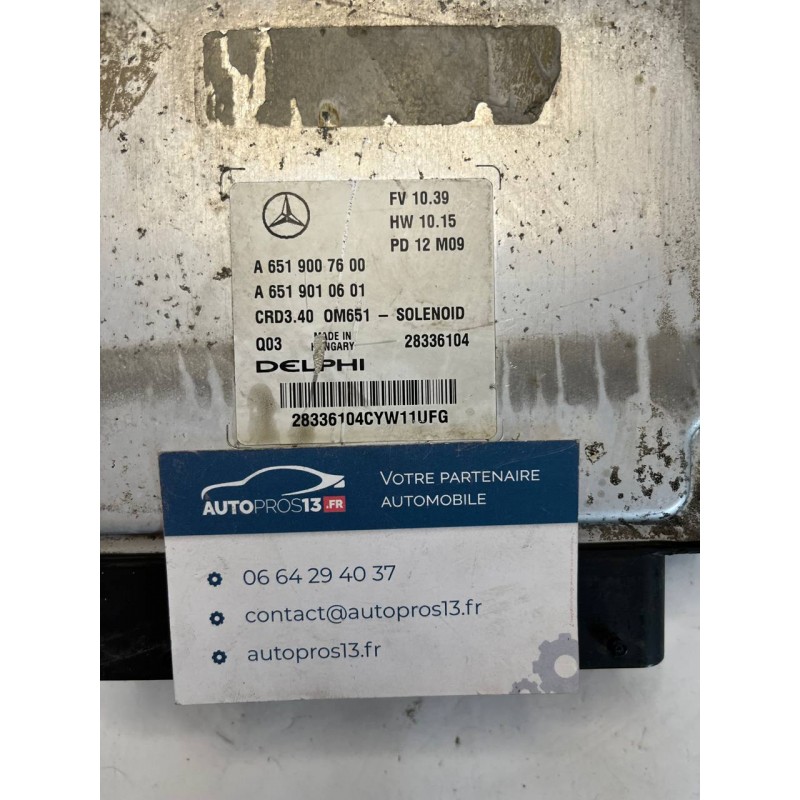 FV 10.39
HW 10.15
PD 12 M09
A 651 900 76 00
A 651 901 06 01
CRD3.40 OM651 - SOLENOID
Q03 MADE IN HUNGARY 28336104
DELPHI
28336104CYW11UFG
AUTOPROS13.FR
VOTRE PARTENAIRE
AUTOMOBILE
06 64 29 40 37
contact@autopros13.fr
autopros13.fr